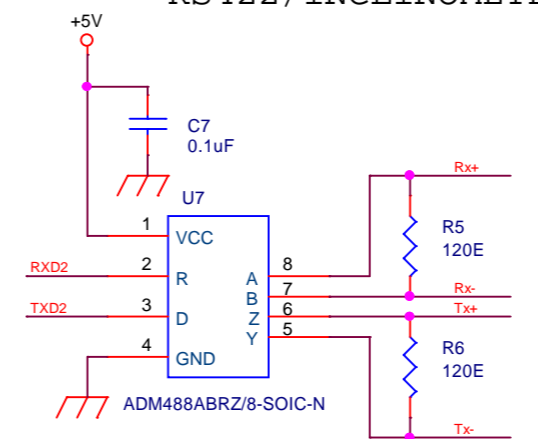 +5V
C7
0.1uF
U7
1
VCC
RXD2
2
R
TXD2
3
D
4
GND
A
8
B
7
Z
6
Y
5
ADM488ABRZ/8-SOIC-N
Rx+
R5
120E
Rx-
Tx+
R6
120E
Tx-